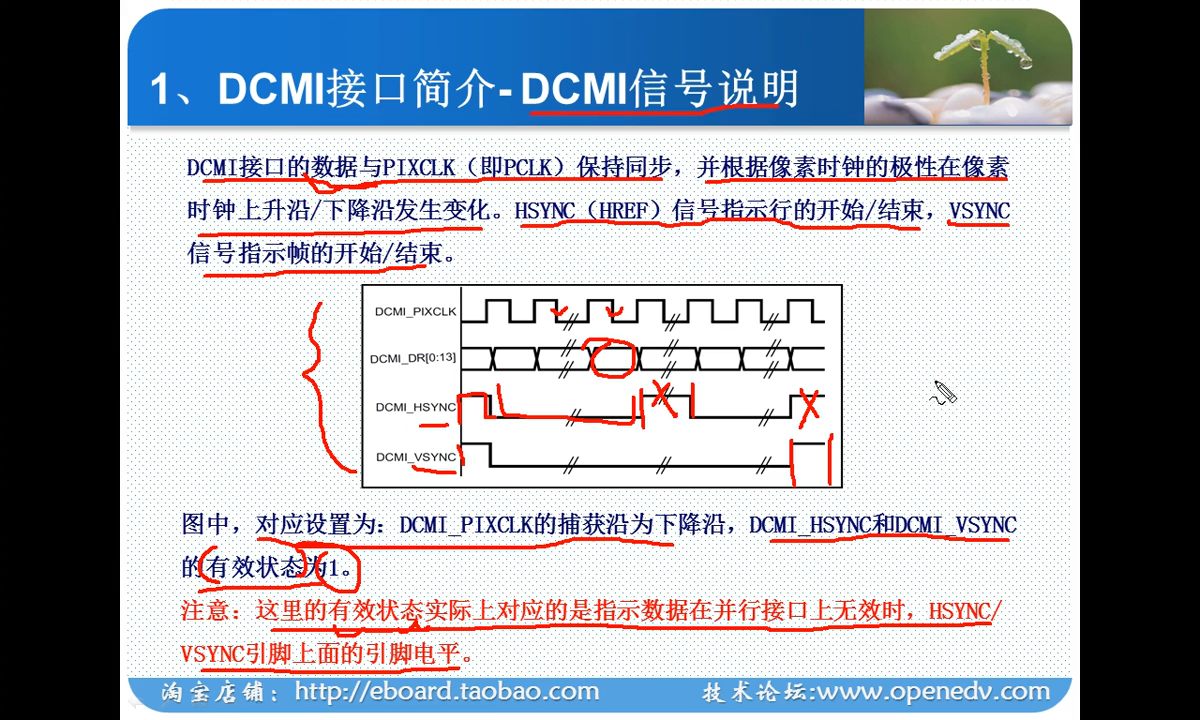 1、DCMI接口简介-DCMI信号说明
DCMI接口的数据与PIXCLK（即PCLK）保持同步，并根据像素时钟的极性在像素
时钟上升沿/下降沿发生变化。HSYNC（HREF）信号指示行的开始/结束，VSYNC
信号指示帧的开始/结束。
DCMI_PIXCLK
DCMI_DR[0:13]
DCMI_HSYNC
DCMI_VSYNC
图中，对应设置为：DCMI_PIXCLK的捕获沿为下降沿，DCMI_HSYNC和DCMI_VSYNC
的有效状态为1。
注意：这里的有效状态实际上对应的是指示数据在并行接口上无效时，HSYNC/
VSYNC引脚上面的引脚电平。
淘宝店铺：http://eboard.taobao.com 技术论坛:www.openedv.com